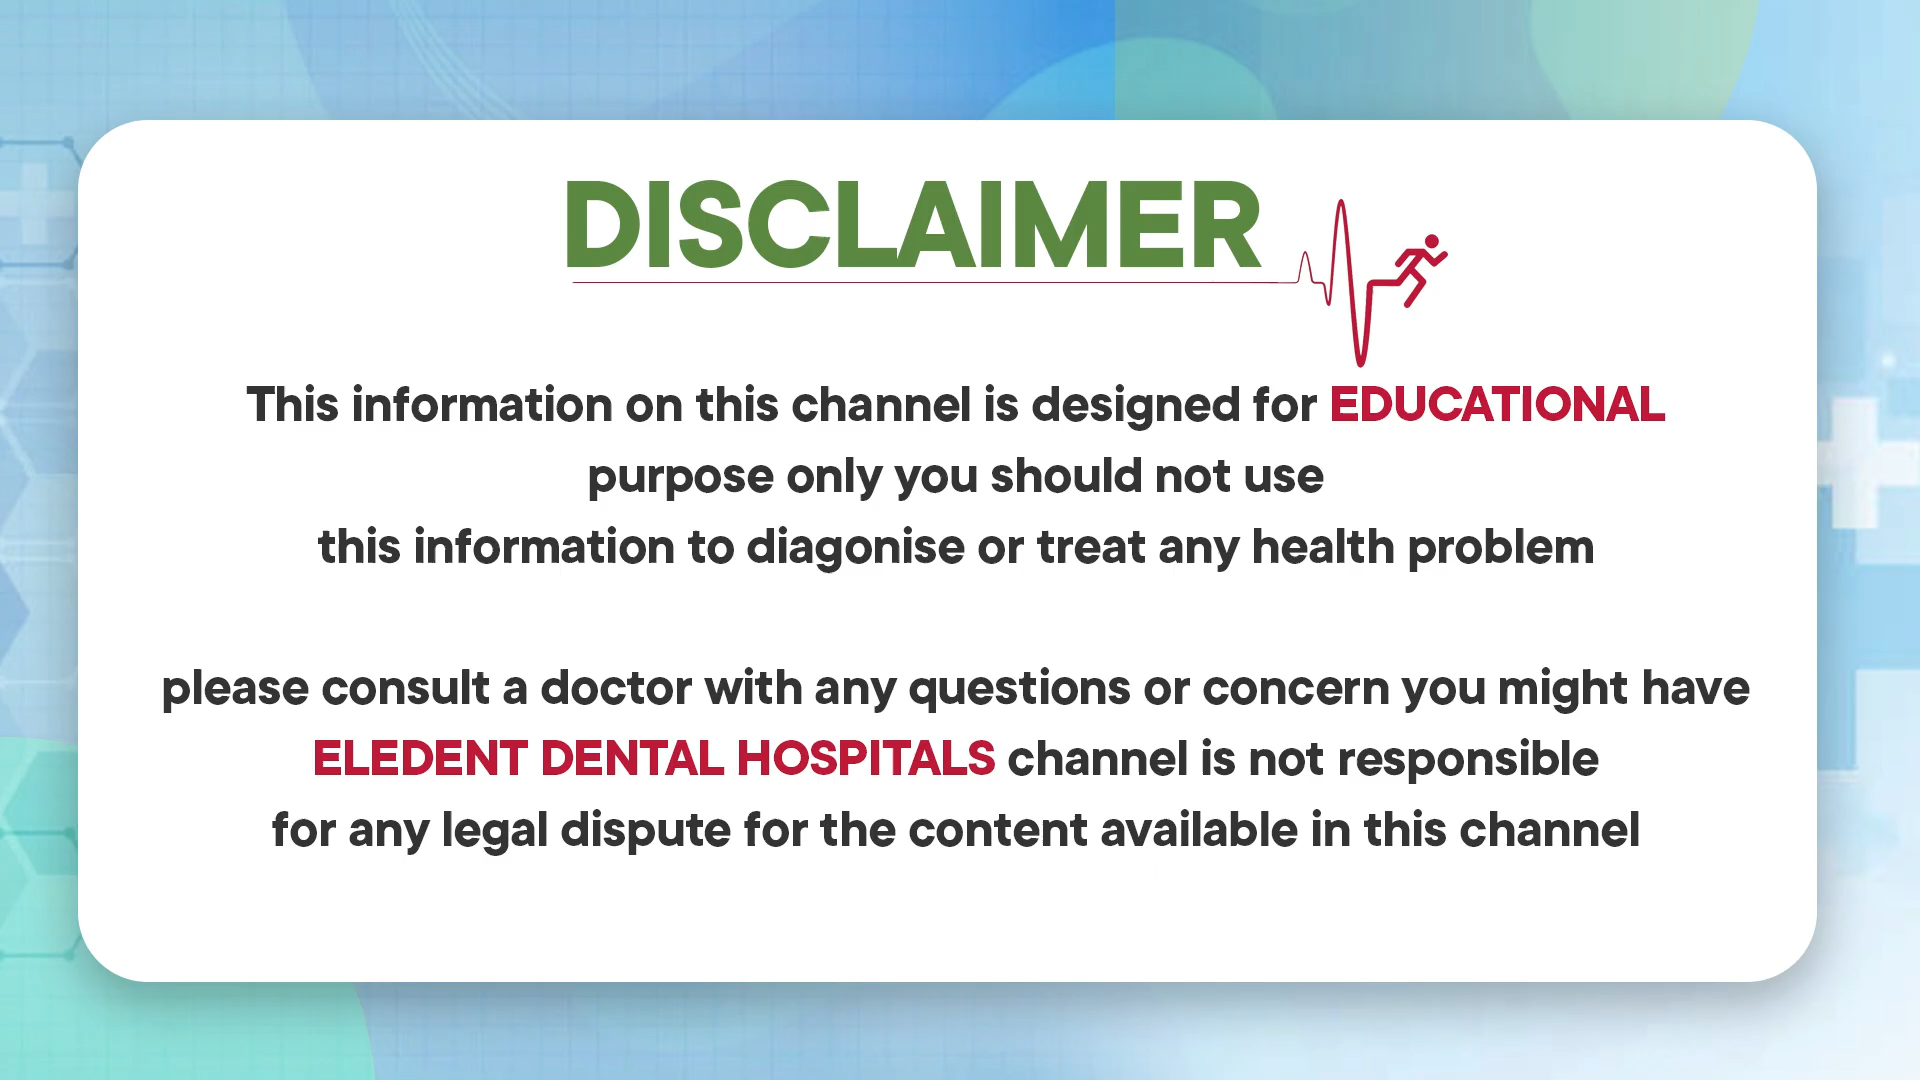 DISCLAIMER
This information on this channel is designed for EDUCATIONAL
purpose only you should not use
this information to diagonise or treat any health problem
please consult a doctor with any questions or concern you might have
ELEDENT DENTAL HOSPITALS channel is not responsible
for any legal dispute for the content available in this channel